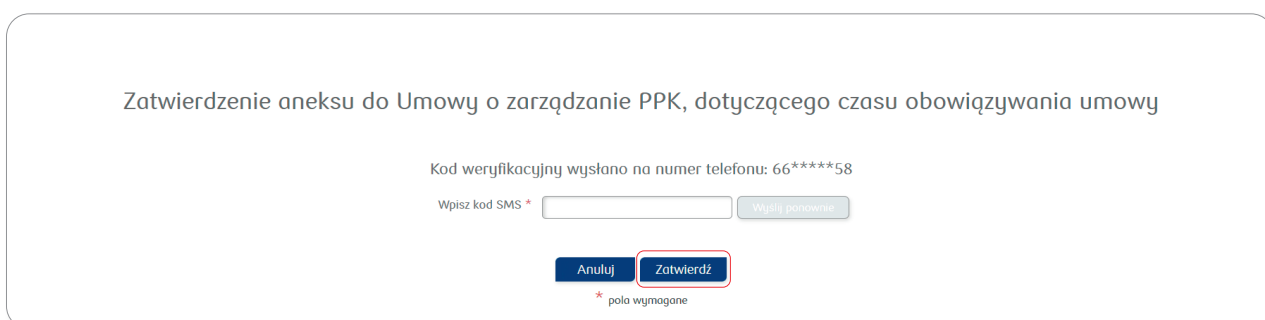 Zatwierdzenie aneksu do Umowy o zarządzanie PPK, dotyczącego czasu obowiązywania umowy
Kod weryfikacyjny wysłano na numer telefonu: 66*****58
Wpisz kod SMS * Wyślij ponownie
Anuluj Zatwierdź
* pola wymagane